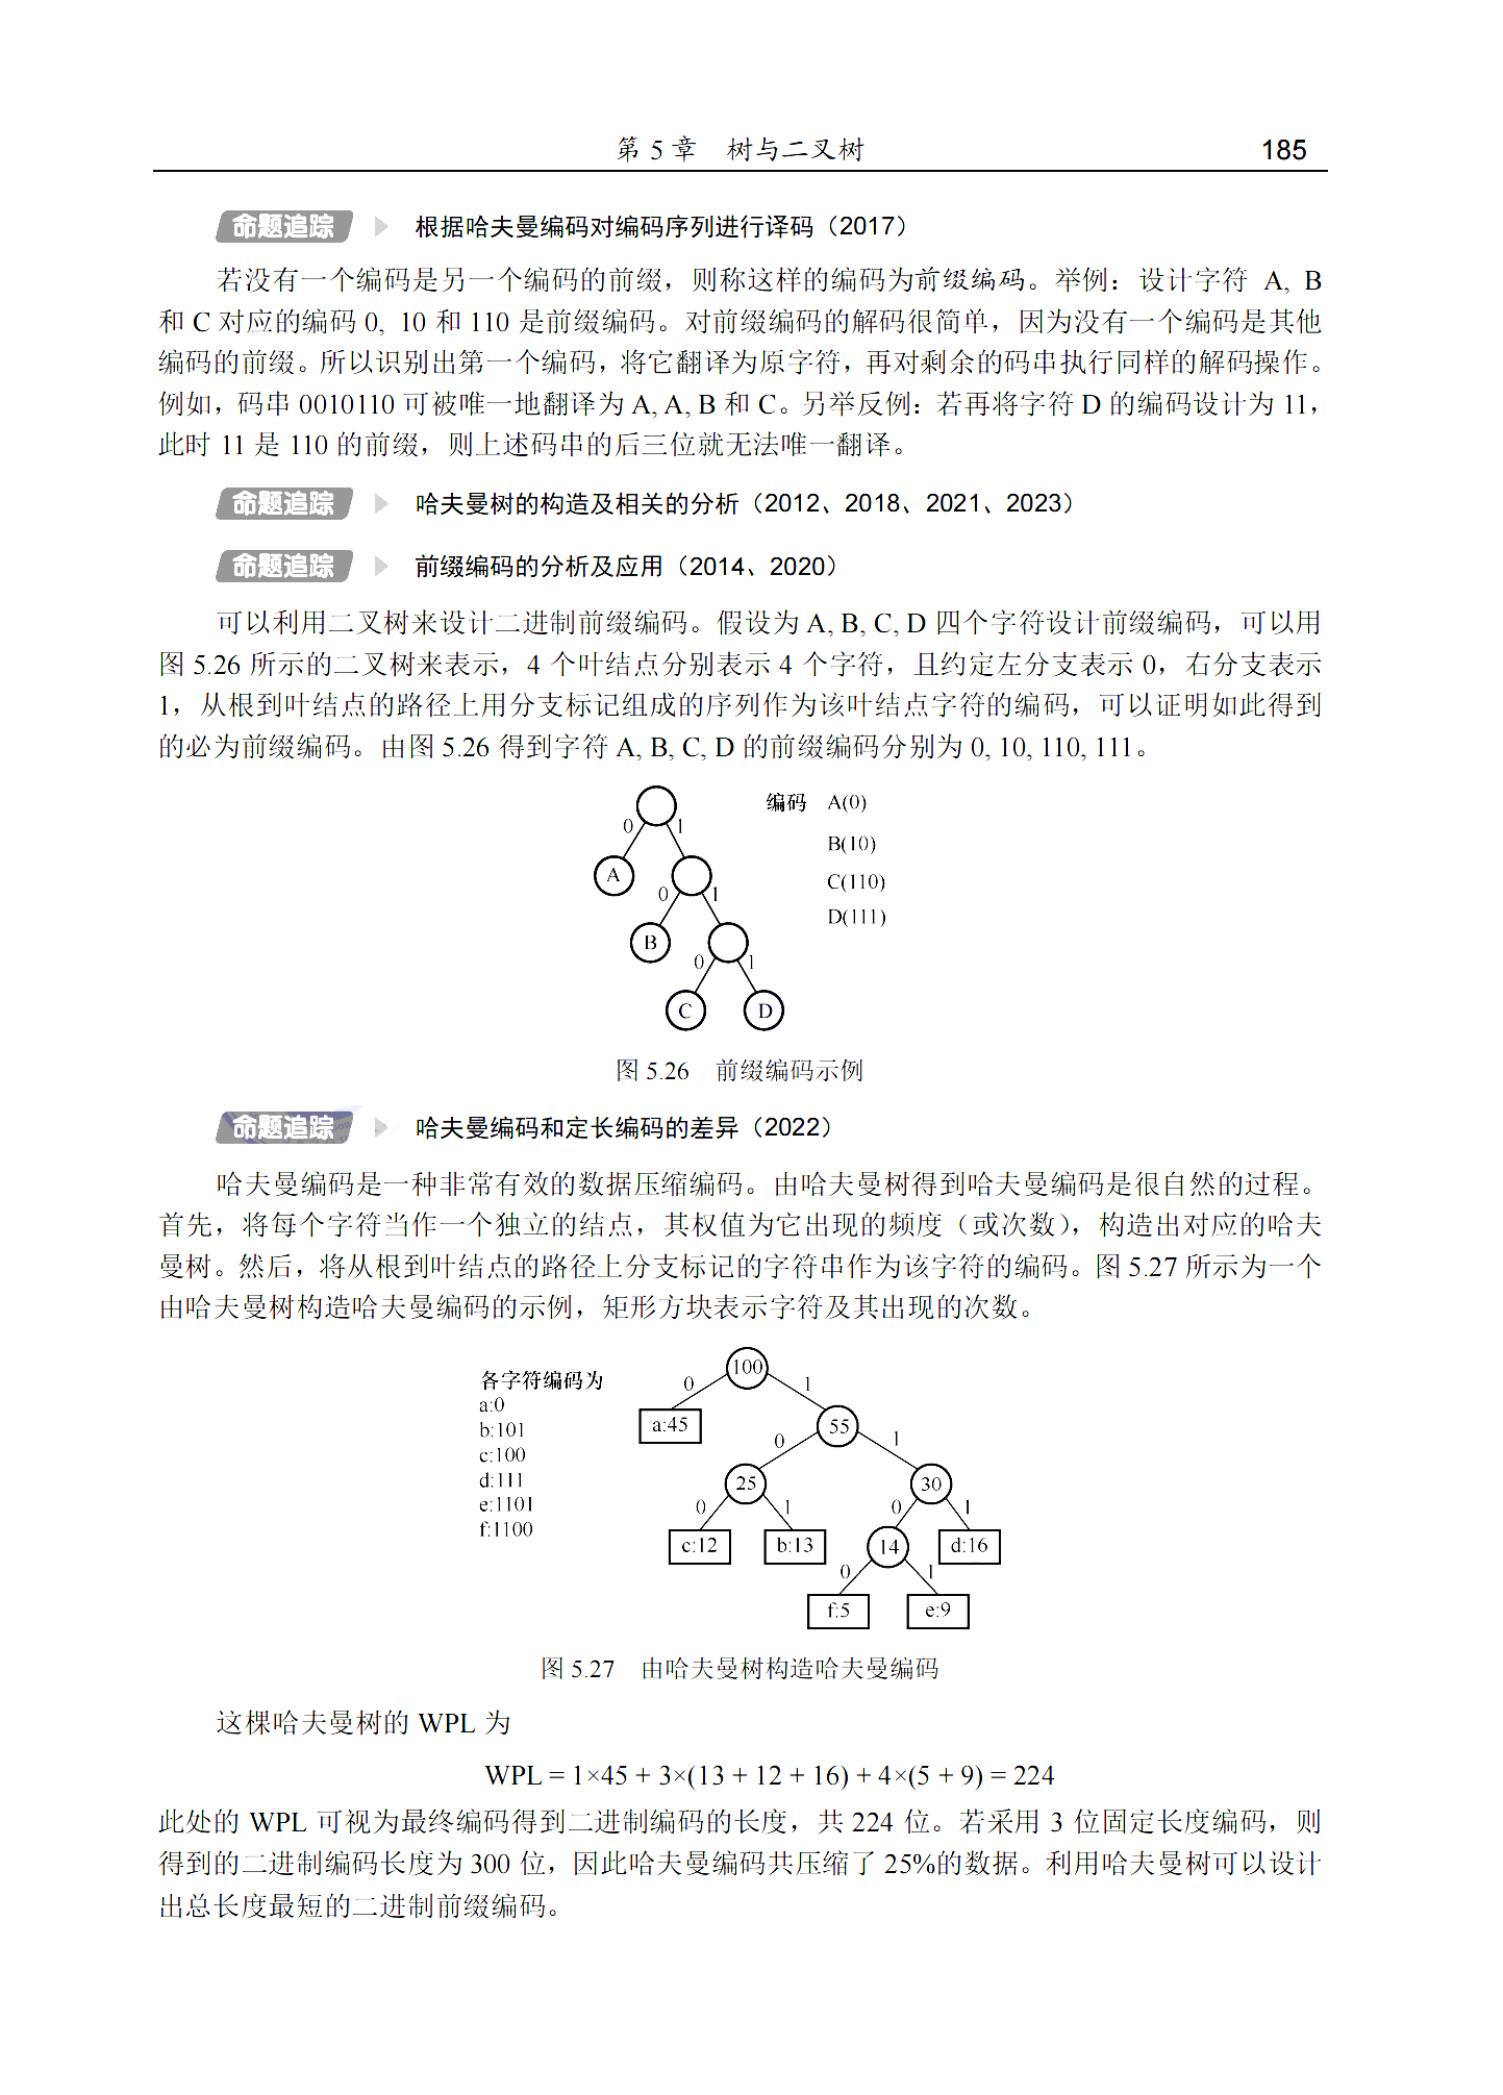 第 5 章 树与二叉树 185
命题追踪 根据哈夫曼编码对编码序列进行译码（2017）
若没有一个编码是另一个编码的前缀，则称这样的编码为前缀编码。举例：设计字符 A, B
和 C 对应的编码 0, 10 和 110 是前缀编码。对前缀编码的解码很简单，因为没有一个编码是其他
编码的前缀。所以识别出第一个编码，将它翻译为原字符，再对剩余的码串执行同样的解码操作。
例如，码串 0010110 可被唯一地翻译为 A, A, B 和 C。另举反例：若再将字符 D 的编码设计为 11，
此时 11 是 110 的前缀，则上述码串的后三位就无法唯一翻译。
命题追踪 哈夫曼树的构造及相关的分析（2012、2018、2021、2023）
命题追踪 前缀编码的分析及应用（2014、2020）
可以利用二叉树来设计二进制前缀编码。假设为 A, B, C, D 四个字符设计前缀编码，可以用
图 5.26 所示的二叉树来表示，4 个叶结点分别表示 4 个字符，且约定左分支表示 0，右分支表示
1，从根到叶结点的路径上用分支标记组成的序列作为该叶结点字符的编码，可以证明如此得到
的必为前缀编码。由图 5.26 得到字符 A, B, C, D 的前缀编码分别为 0, 10, 110, 111。
编码 A(0)
0 1
B(10)
A
C(110)
0 1
D(111)
B
0 1
C D
图 5.26 前缀编码示例
命题追踪 哈夫曼编码和定长编码的差异（2022）
哈夫曼编码是一种非常有效的数据压缩编码。由哈夫曼树得到哈夫曼编码是很自然的过程。
首先，将每个字符当作一个独立的结点，其权值为它出现的频度（或次数），构造出对应的哈夫
曼树。然后，将从根到叶结点的路径上分支标记的字符串作为该字符的编码。图 5.27 所示为一个
由哈夫曼树构造哈夫曼编码的示例，矩形方块表示字符及其出现的次数。
各字符编码为
a:0
b:101
c:100
d:111
e:1101
f:1100
100
0 1
a:45 55
0 1
25 30
0 1 0 1
c:12 b:13 14 d:16
0 1
f:5 e:9
图 5.27 由哈夫曼树构造哈夫曼编码
这棵哈夫曼树的 WPL 为
WPL = 1×45 + 3×(13 + 12 + 16) + 4×(5 + 9) = 224
此处的 WPL 可视为最终编码得到二进制编码的长度，共 224 位。若采用 3 位固定长度编码，则
得到的二进制编码长度为 300 位，因此哈夫曼编码共压缩了 25%的数据。利用哈夫曼树可以设计
出总长度最短的二进制前缀编码。